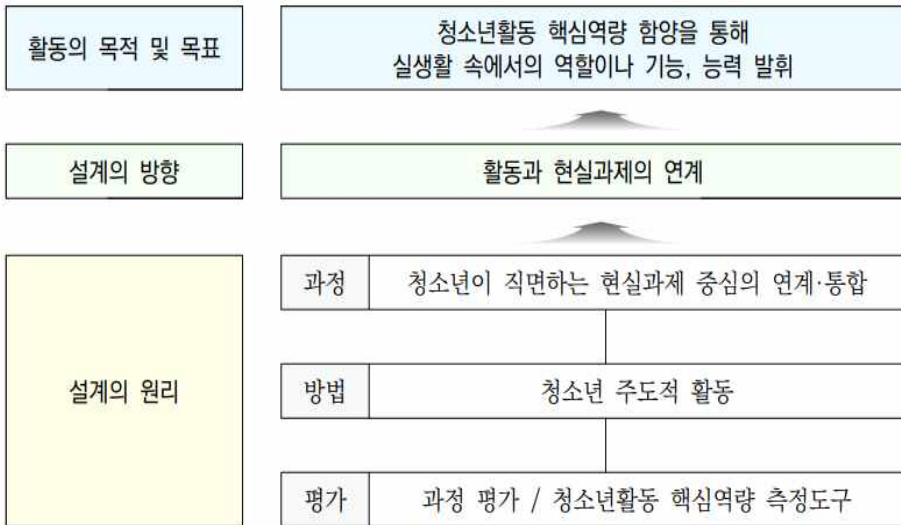 활동의 목적 및 목표
청소년활동 핵심역량 함양을 통해
실생활 속에서의 역할이나 기능, 능력 발휘
설계의 방향
활동과 현실과제의 연계
설계의 원리
과정
청소년이 직면하는 현실과제 중심의 연계·통합
방법
청소년 주도적 활동
평가
과정 평가 / 청소년활동 핵심역량 측정도구